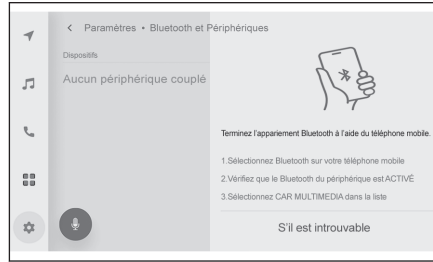 Paramètres • Bluetooth et Périphériques
Dispositifs
Aucun périphérique couplé
Terminez l'appariement Bluetooth à l'aide du téléphone mobile.
1.Sélectionnez Bluetooth sur votre téléphone mobile
2.Vérifiez que le Bluetooth du périphérique est ACTIVÉ
3.Sélectionnez CAR MULTIMEDIA dans la liste
S'il est introuvable